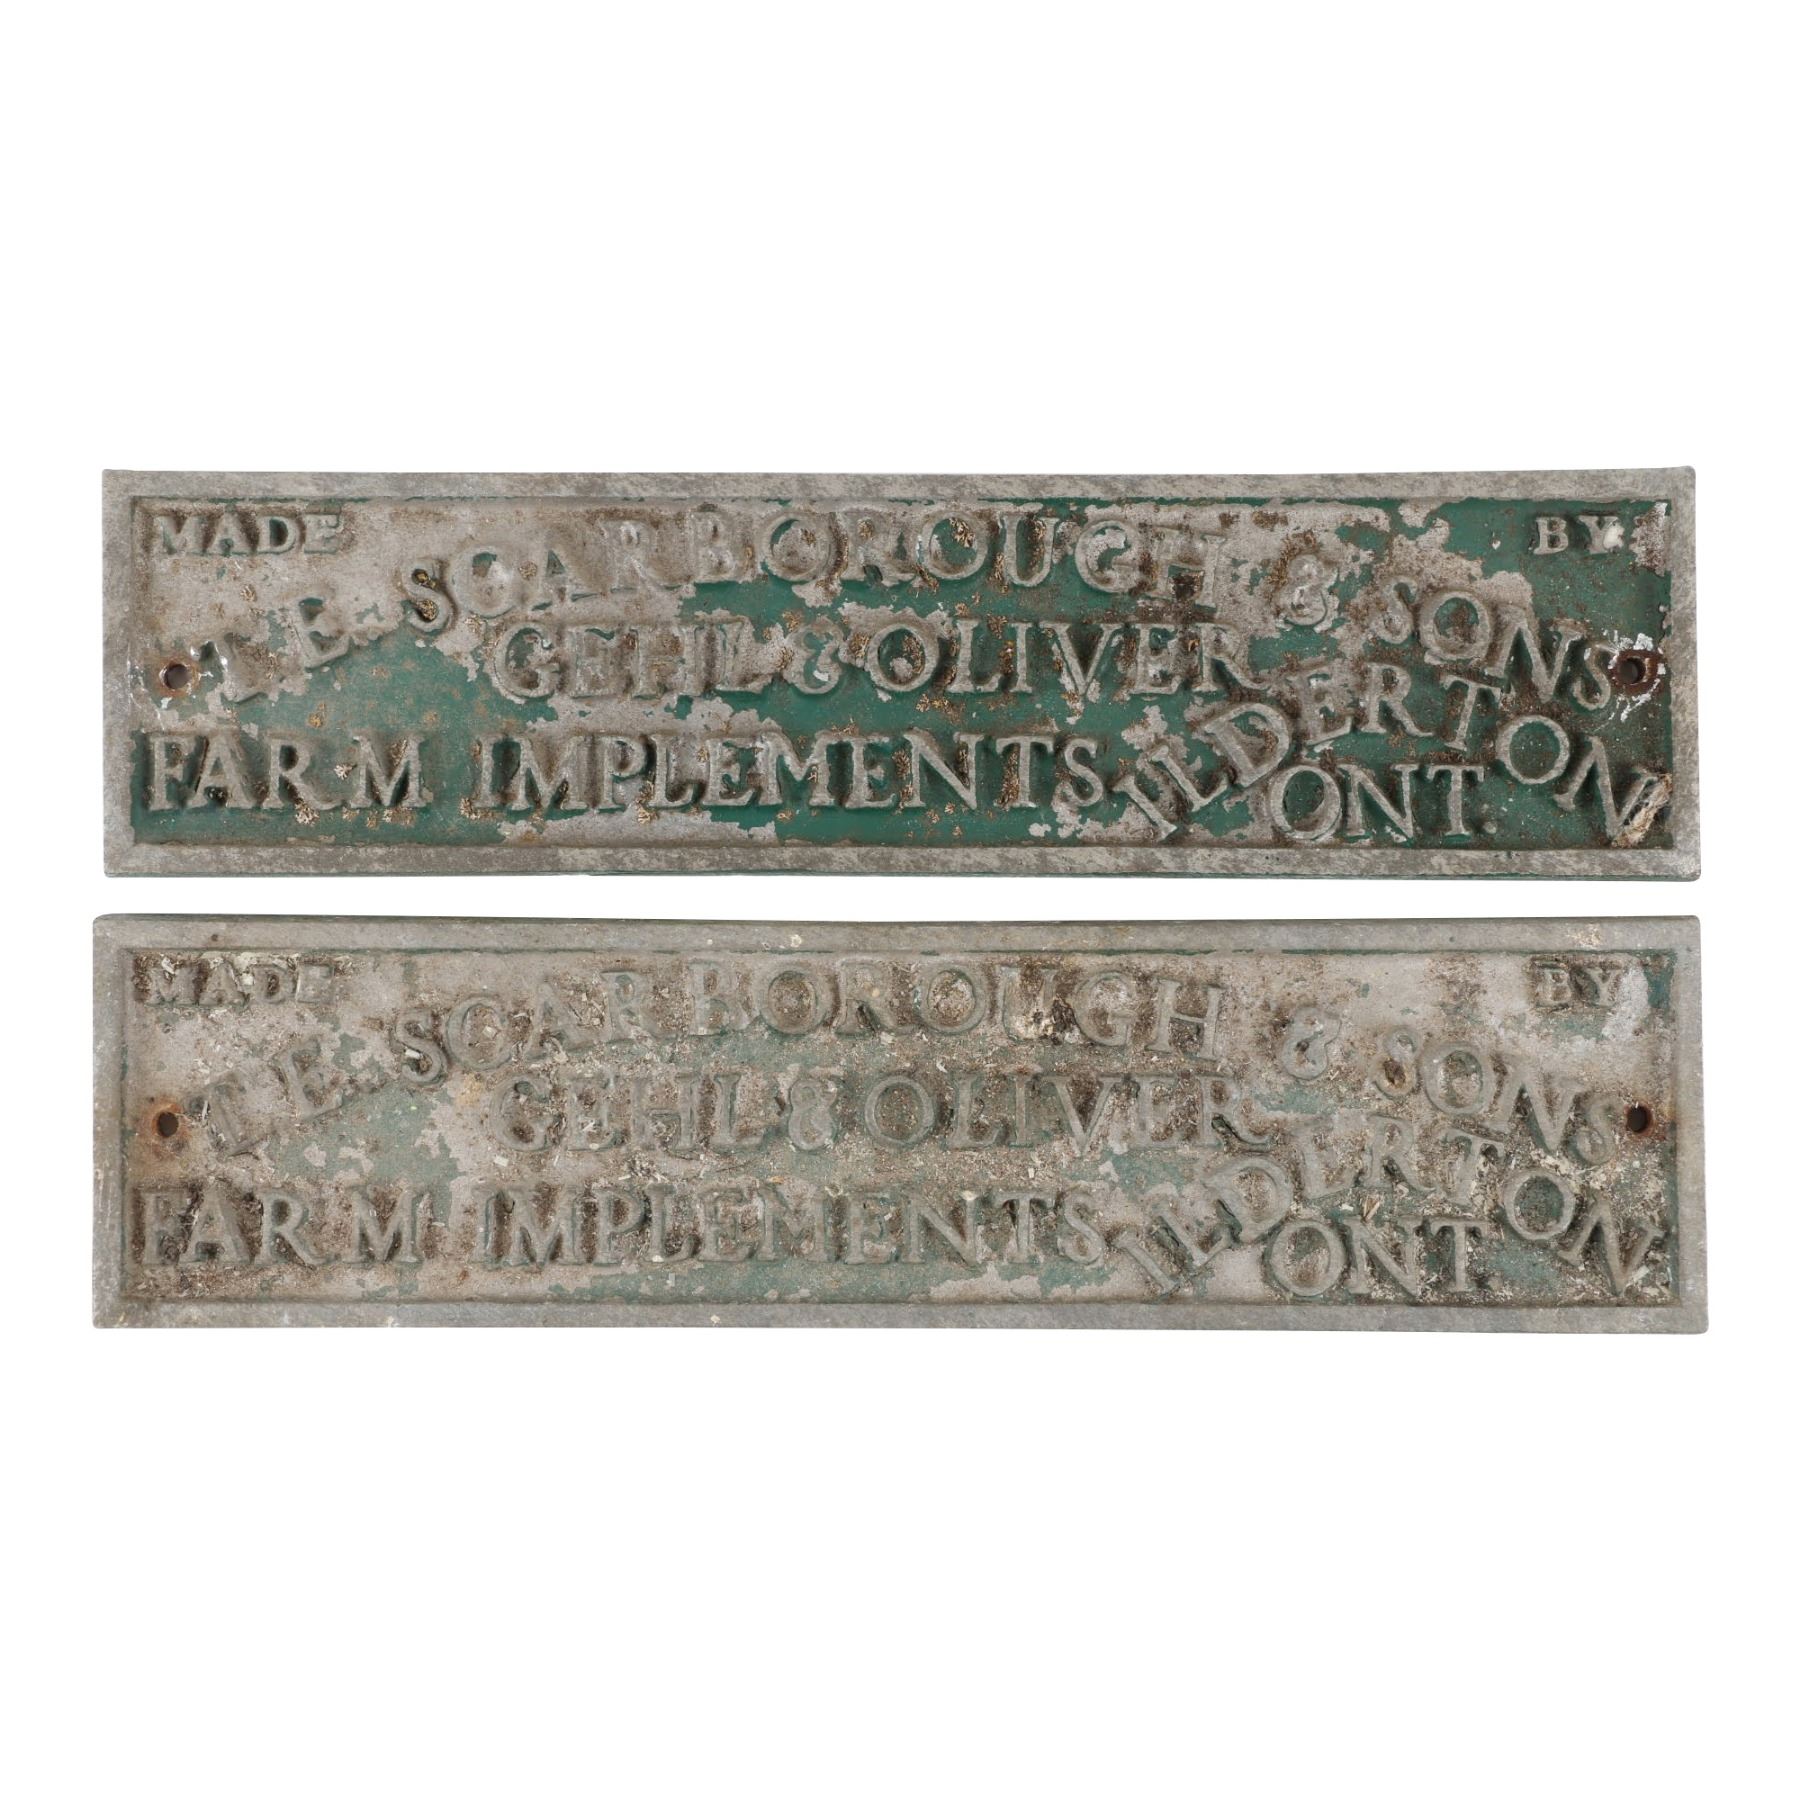 MADE BY
T.E. SCARBOROUGH & SONS
GEHL & OLIVER
FARM IMPLEMENTS ILDERTON
ONT.
MADE BY
T.E. SCARBOROUGH & SONS
GEHL & OLIVER
FARM IMPLEMENTS ILDERTON
ONT.